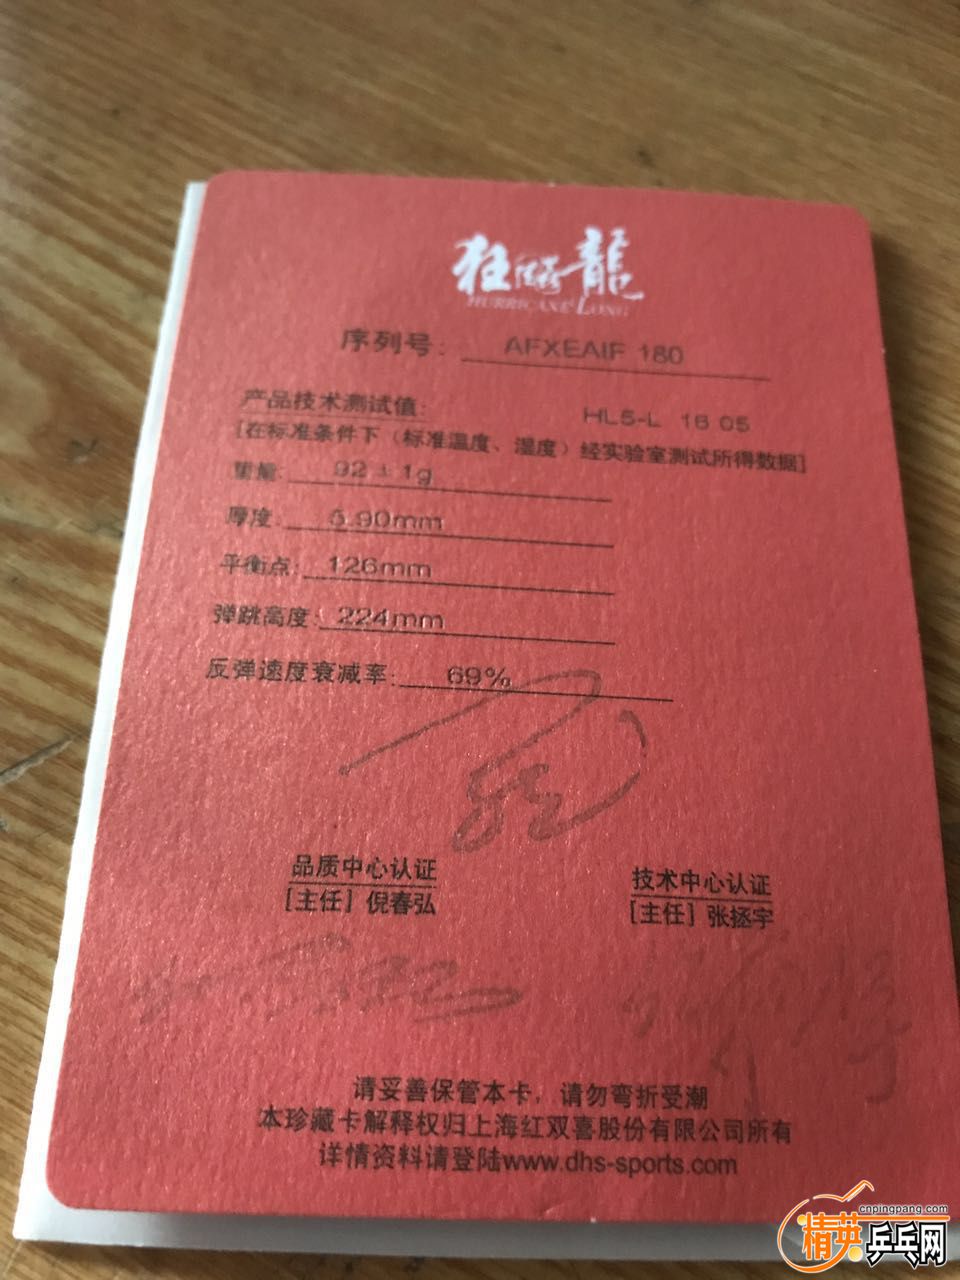 狂飈龍
HURRICANE LONG
序列号: AFXEAIF 180
产品技术测试值: HL5-L 16 05
[在标准条件下（标准温度、湿度）经实验室测试所得数据]
重量: 92±1g
厚度: 5.90mm
平衡点: 126mm
弹跳高度: 224mm
反弹速度衰减率: 69%
品质中心认证 技术中心认证
[主任] 倪春弘 [主任] 张拯宇
请妥善保管本卡，请勿弯折受潮
本珍藏卡解释权归上海红双喜股份有限公司所有
详情资料请登陆www.dhs-sports.com
cnpingpang.com
精英乒乓网